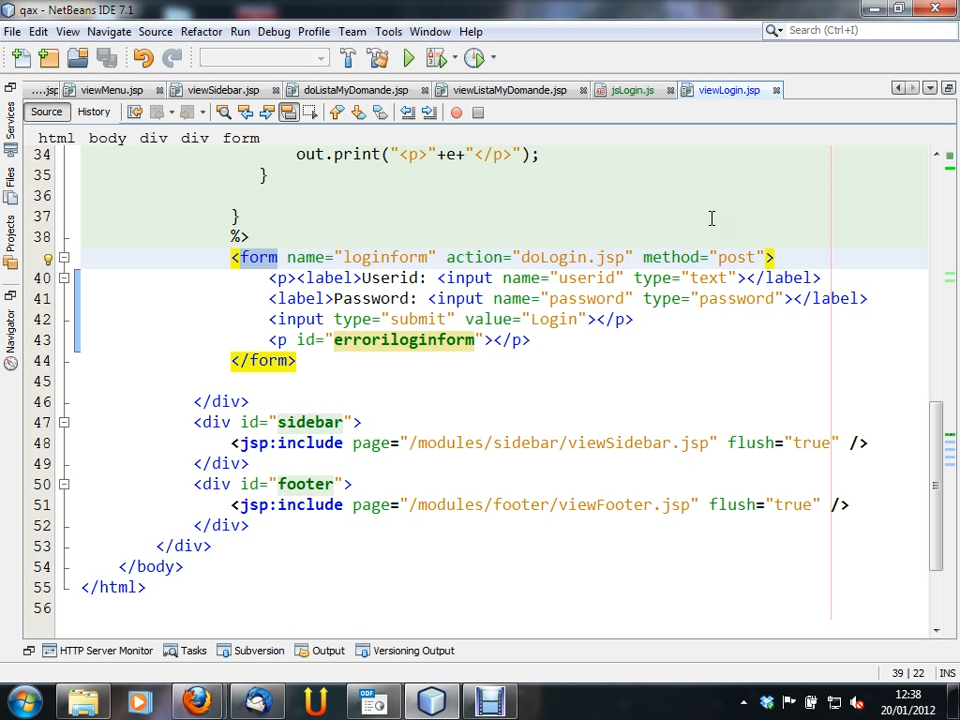 qax - NetBeans IDE 7.1
File Edit View Navigate Source Refactor Run Debug Profile Team Tools Window Help
Search (Ctrl+I)
....jsp viewMenu.jsp viewSidebar.jsp doListaMyDomande.jsp viewListaMyDomande.jsp jsLogin.js viewLogin.jsp
Source History
html body div div form
Services
Files
Projects
Navigator
34 out.print("<p>"+e+"</p>");
35 }
36
37 }
38 %>
<form name="loginform" action="doLogin.jsp" method="post">
40 <p><label>Userid: <input name="userid" type="text"></label>
41 <label>Password: <input name="password" type="password"></label>
42 <input type="submit" value="Login"></p>
43 <p id="erroriloginform"></p>
44 </form>
45
46 </div>
47 <div id="sidebar">
48 <jsp:include page="/modules/sidebar/viewSidebar.jsp" flush="true" />
49 </div>
50 <div id="footer">
51 <jsp:include page="/modules/footer/viewFooter.jsp" flush="true" />
52 </div>
53 </div>
54 </body>
55 </html>
56
HTTP Server Monitor Tasks Subversion Output Versioning Output
39 | 22 INS
ODF
12:38
20/01/2012